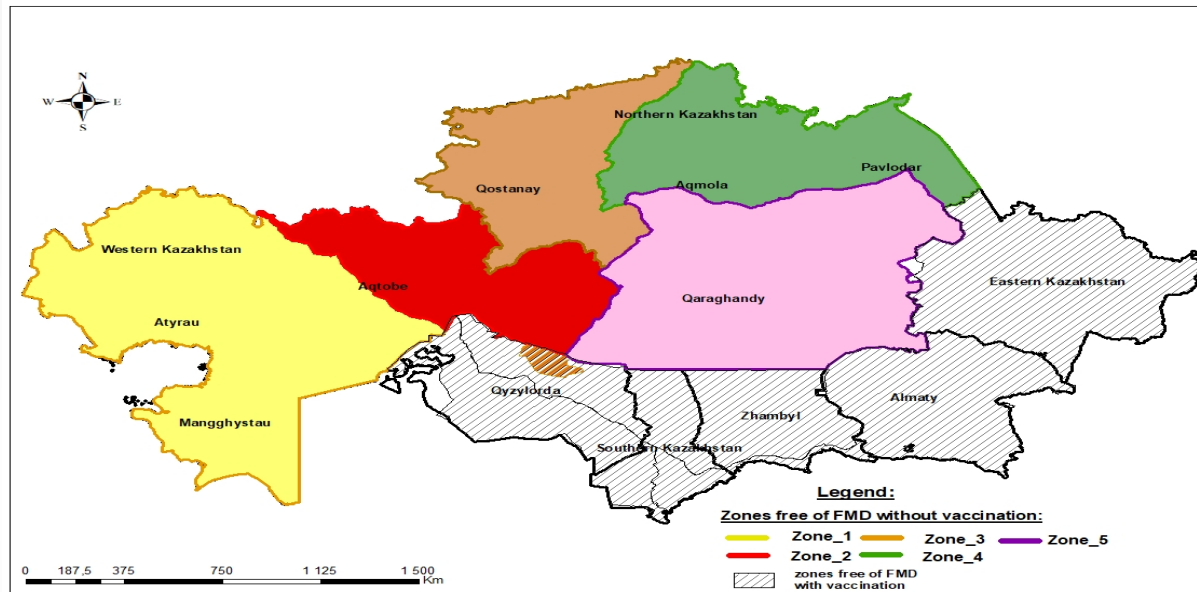 N
W E
S
Northern Kazakhstan
Pavlodar
Qostanay
Aqmola
Western Kazakhstan
Aqtobe
Qaraghandy
Eastern Kazakhstan
Atyrau
Qyzylorda
Zhambyl
Almaty
Mangghystau
Southern Kazakhstan
Legend:
Zones free of FMD without vaccination:
Zone_1 Zone_3 Zone_5
Zone_2 Zone_4
zones free of FMD
with vaccination
0 187,5 375 750 1 125 1 500
Km